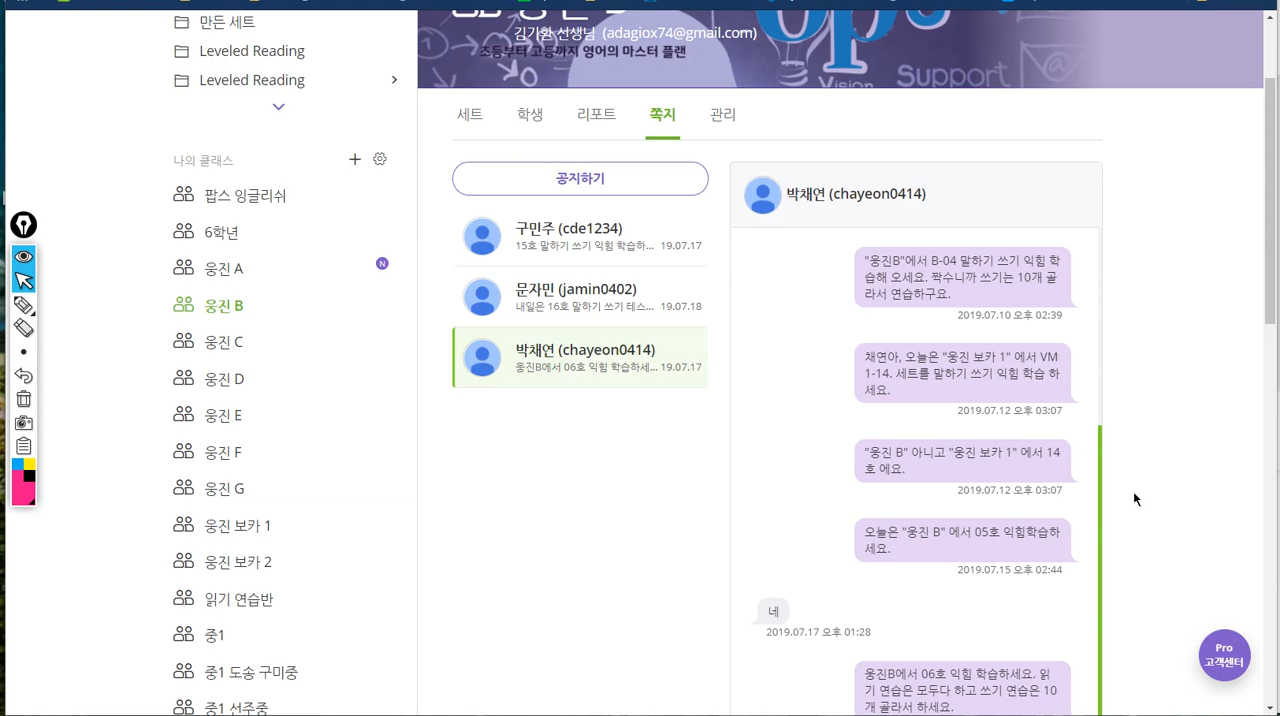 만든 세트
Leveled Reading
Leveled Reading
나의 클래스
팝스 잉글리쉬
6학년
웅진 A
N
웅진 B
웅진 C
웅진 D
웅진 E
웅진 F
웅진 G
웅진 보카 1
웅진 보카 2
읽기 연습반
중1
중1 도송 구미중
중1 선주중
김기환 선생님 (adagiox74@gmail.com)
초등부터 고등까지 영어의 마스터 플랜
Vision
Support
세트
학생
리포트
쪽지
관리
공지하기
구민주 (cde1234)
15호 말하기 쓰기 익힘 학습하... 19.07.17
문자민 (jamin0402)
내일은 16호 말하기 쓰기 테스... 19.07.18
박채연 (chayeon0414)
웅진B에서 06호 익힘 학습하세... 19.07.17
박채연 (chayeon0414)
"웅진B"에서 B-04 말하기 쓰기 익힘 학
습해 오세요. 짝수니까 쓰기는 10개 골
라서 연습하구요.
2019.07.10 오후 02:39
채연아, 오늘은 "웅진 보카 1" 에서 VM
1-14. 세트를 말하기 쓰기 익힘 학습 하
세요.
2019.07.12 오후 03:07
"웅진 B" 아니고 "웅진 보카 1" 에서 14
호 에요.
2019.07.12 오후 03:07
오늘은 "웅진 B" 에서 05호 익힘학습하
세요.
2019.07.15 오후 02:44
네
2019.07.17 오후 01:28
웅진B에서 06호 익힘 학습하세요. 읽
기 연습은 모두다 하고 쓰기 연습은 10
개 골라서 하세요.
Pro
고객센터